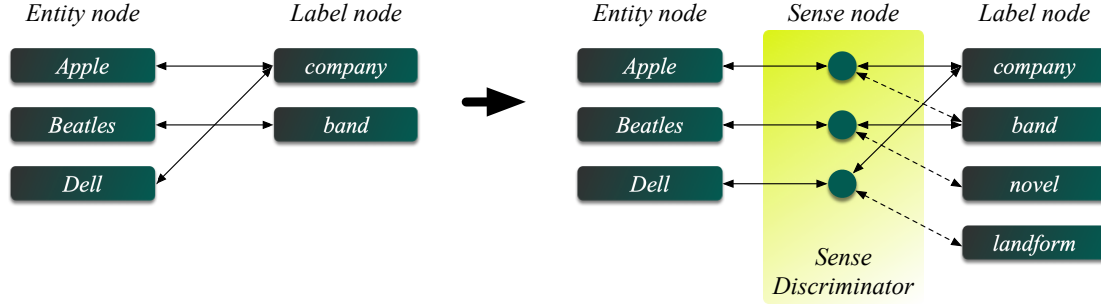 Entity node
Label node
Apple
company
Beatles
band
Dell
Entity node
Sense node
Label node
Apple
company
Beatles
band
Dell
novel
landform
Sense
Discriminator